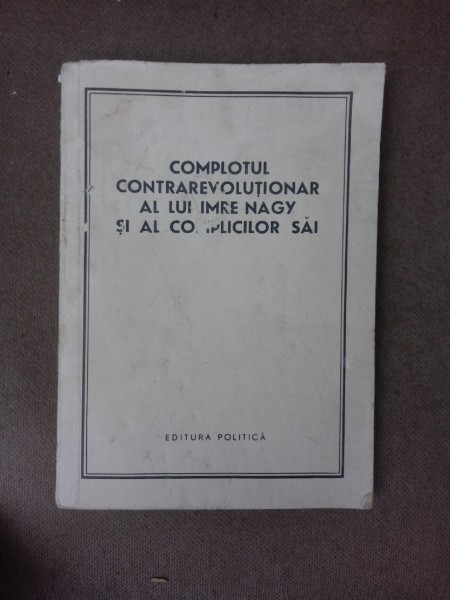 COMPLOTUL
CONTRAREVOLUȚIONAR
AL LUI IMRE NAGY
ȘI AL COMPLICILOR SĂI
EDITURA POLITICĂ